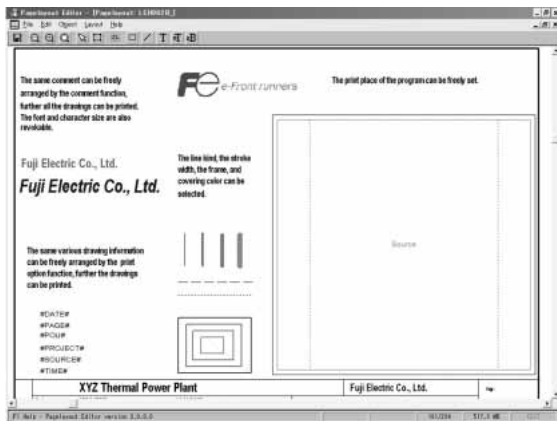 Pagelayout Editor - [Pagelayout:
File Edit Object Layout Help
The same comment can be freely
arranged by the comment function,
further all the drawings can be printed.
The font and character size are also
revokable.
Fe e-Front runners
The print place of the program can be freely set.
Fuji Electric Co., Ltd.
Fuji Electric Co., Ltd.
The line kind, the stroke
width, the frame, and
covering color can be
selected.
Source
The same various drawing information
can be freely arranged by the print
option function, further the drawings
can be printed.
#DATE#
#PAGE#
#POU#
#PROJECT#
#SOURCE#
#TIME#
XYZ Thermal Power Plant
Fuji Electric Co., Ltd.
F1 Help - Pagelayout Editor version